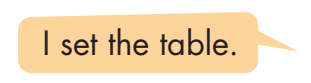 I set the table.